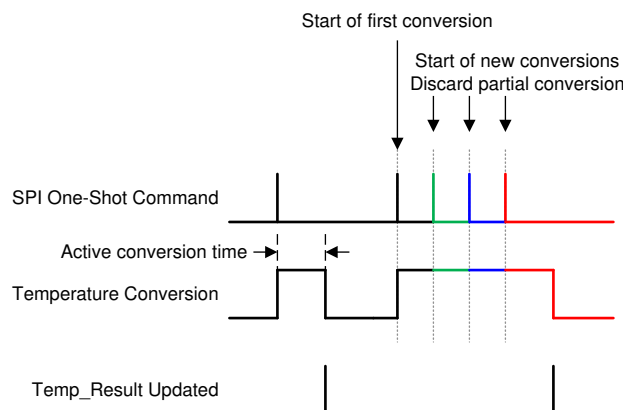 Start of first conversion
Start of new conversions
Discard partial conversion
SPI One-Shot Command
Active conversion time
Temperature Conversion
Temp_Result Updated